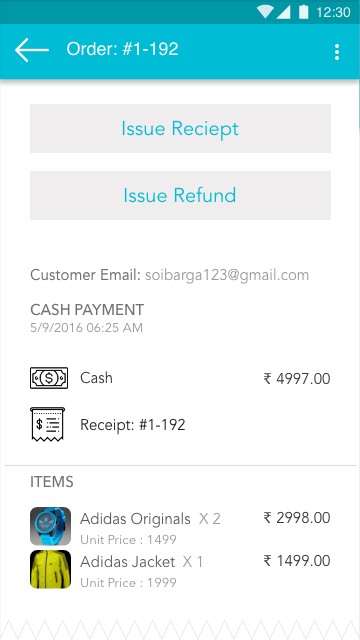 12:30
Order: #1-192
Issue Reciept
Issue Refund
Customer Email: soibarga123@gmail.com
CASH PAYMENT
5/9/2016 06:25 AM
Cash ₹ 4997.00
Receipt: #1-192
ITEMS
Adidas Originals X 2 ₹ 2998.00
Unit Price : 1499
Adidas Jacket X 1 ₹ 1499.00
Unit Price : 1999